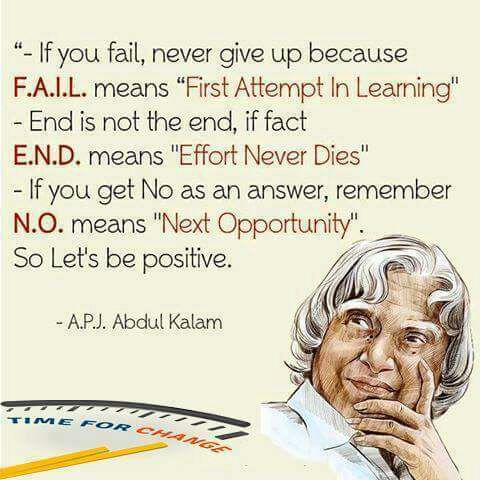 “- If you fail, never give up because
F.A.I.L. means “First Attempt In Learning"
- End is not the end, if fact
E.N.D. means "Effort Never Dies"
- If you get No as an answer, remember
N.O. means "Next Opportunity".
So Let's be positive.
- A.P.J. Abdul Kalam
TIME FOR CHANGE